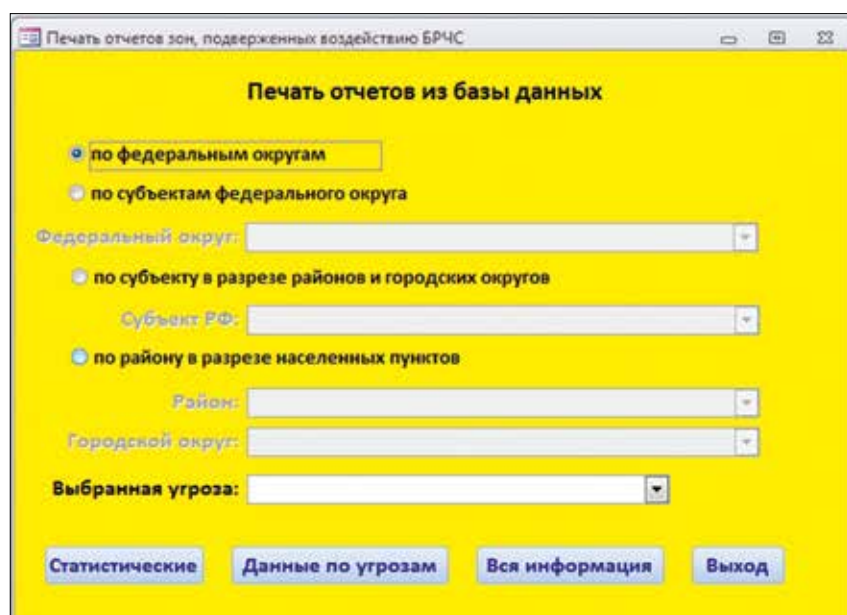 Печать отчетов зон, подверженных воздействию БРЧС
Печать отчетов из базы данных
по федеральным округам
по субъектам федерального округа
Федеральный округ:
по субъекту в разрезе районов и городских округов
Субъект РФ:
по району в разрезе населенных пунктов
Район:
Городской округ:
Выбранная угроза:
Статистические Данные по угрозам Вся информация Выход